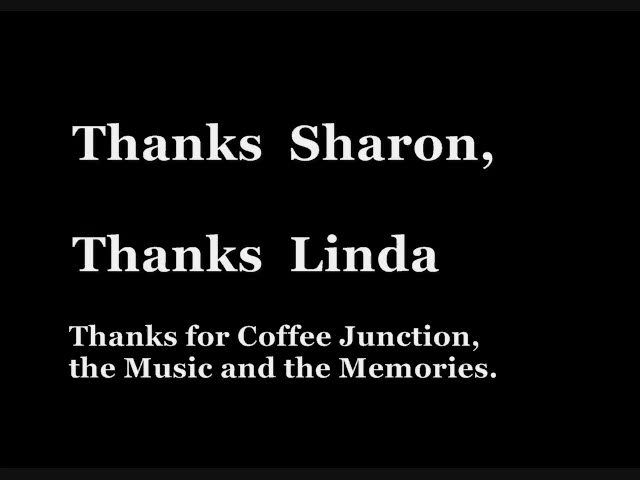 Thanks Sharon,
Thanks Linda
Thanks for Coffee Junction,
the Music and the Memories.